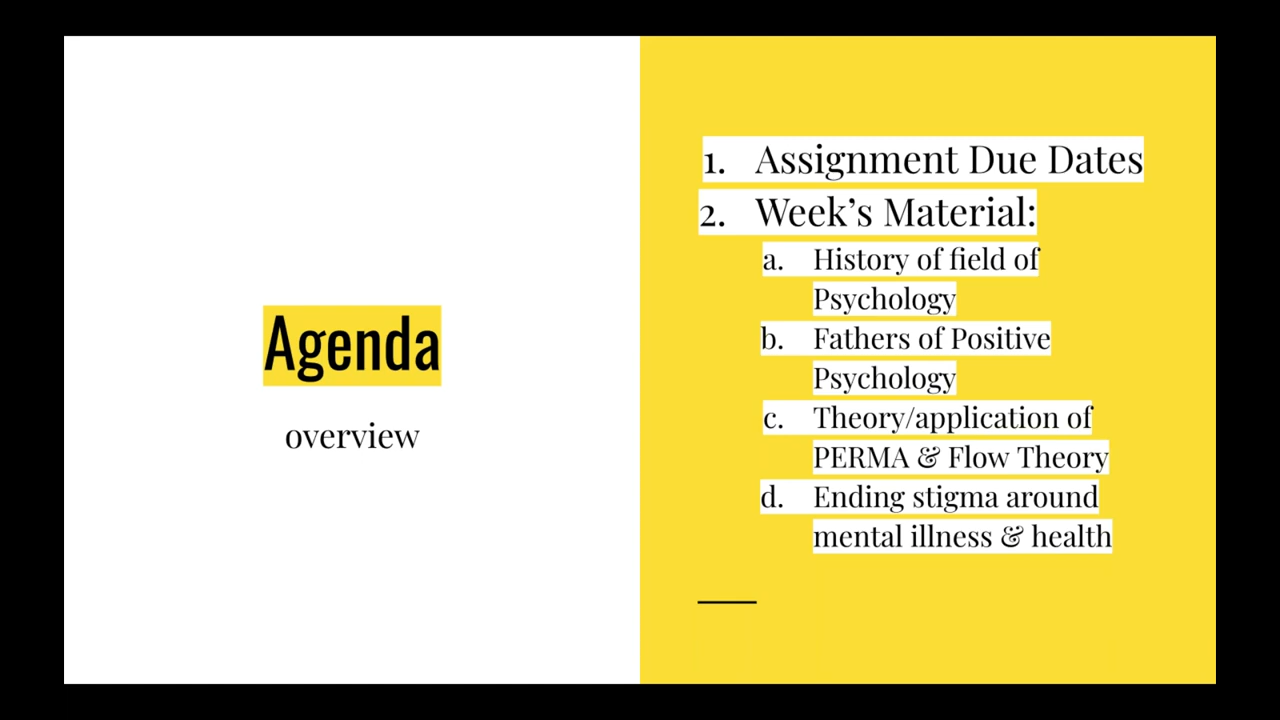 Agenda
overview
1. Assignment Due Dates
2. Week’s Material:
a. History of field of
Psychology
b. Fathers of Positive
Psychology
c. Theory/application of
PERMA & Flow Theory
d. Ending stigma around
mental illness & health